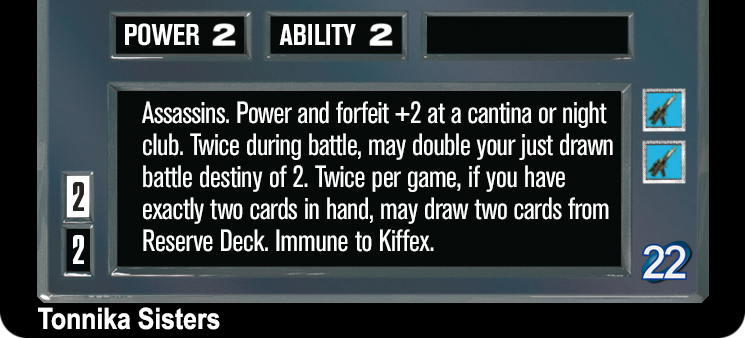 POWER 2 ABILITY 2
Assassins. Power and forfeit +2 at a cantina or night
club. Twice during battle, may double your just drawn
battle destiny of 2. Twice per game, if you have
exactly two cards in hand, may draw two cards from
Reserve Deck. Immune to Kiffex.
2
2
22
Tonnika Sisters